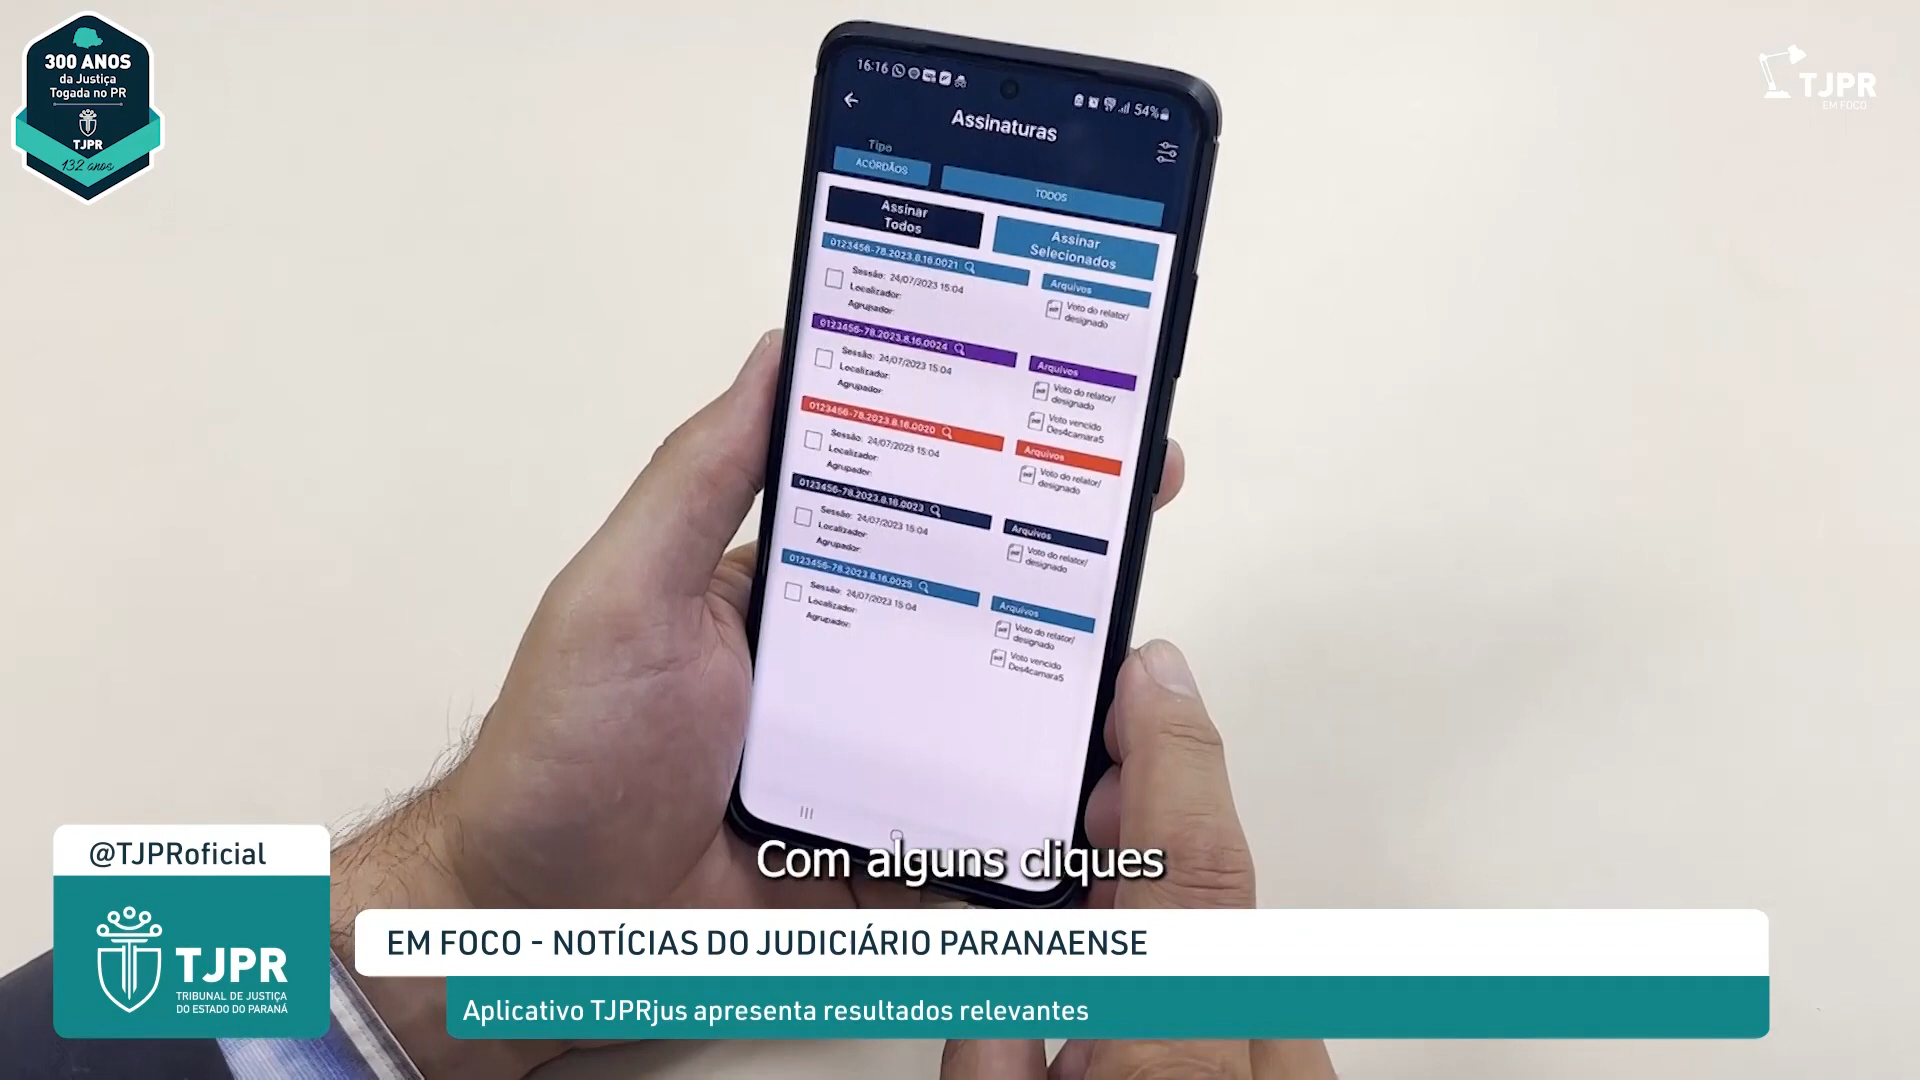 300 ANOS
da Justiça
Togada no PR
TJPR
132 anos
TJPR
EM FOCO
16:16
54%
Assinaturas
Tipo
ACÓRDÃOS
TODOS
Assinar
Todos
Assinar
Selecionados
0123456-78.2023.8.16.0021
Sessão: 24/07/2023 15:04
Localizador:
Agrupador:
Arquivos
Voto do relator/
designado
0123456-78.2023.8.16.0024
Sessão: 24/07/2023 15:04
Localizador:
Agrupador:
Arquivos
Voto do relator/
designado
Voto vencido
Des4camara5
0123456-78.2023.8.16.0020
Sessão: 24/07/2023 15:04
Localizador:
Agrupador:
Arquivos
Voto do relator/
designado
0123456-78.2023.8.16.0023
Sessão: 24/07/2023 15:04
Localizador:
Agrupador:
Arquivos
Voto do relator/
designado
0123456-78.2023.8.16.0025
Sessão: 24/07/2023 15:04
Localizador:
Agrupador:
Arquivos
Voto do relator/
designado
Voto vencido
Des4camara5
Com alguns cliques
@TJPRoficial
TJPR
TRIBUNAL DE JUSTIÇA
DO ESTADO DO PARANÁ
EM FOCO - NOTÍCIAS DO JUDICIÁRIO PARANAENSE
Aplicativo TJPRjus apresenta resultados relevantes